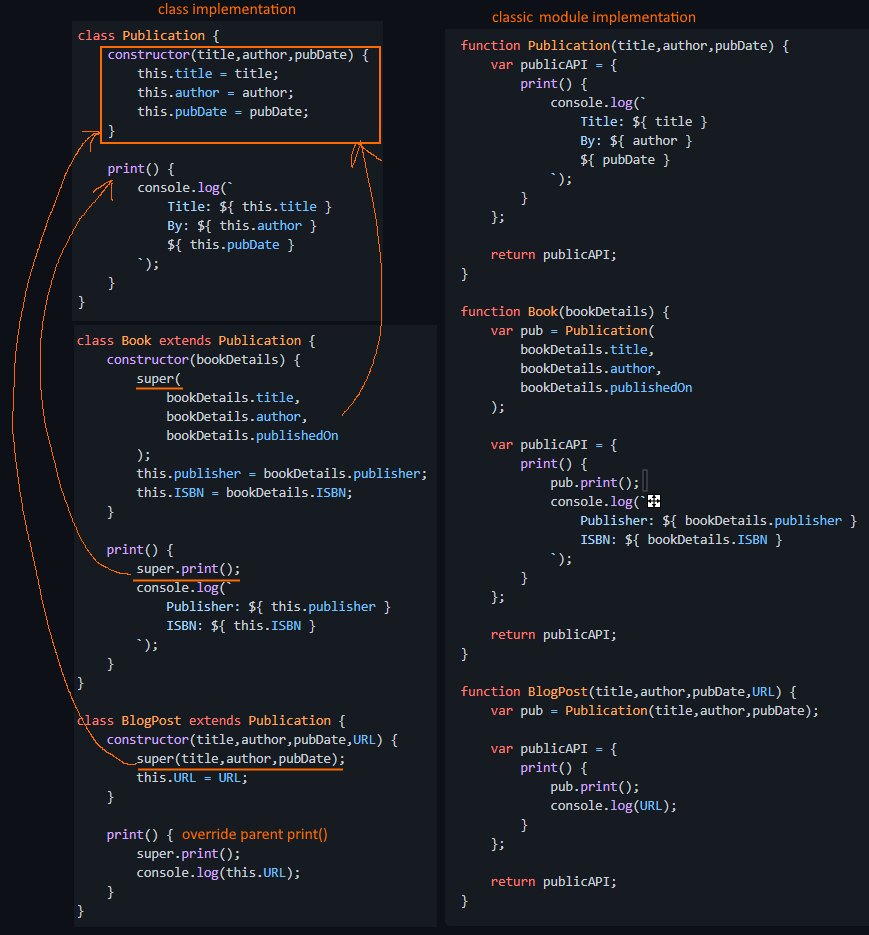 class implementation
class Publication {
constructor(title,author,pubDate) {
this.title = title;
this.author = author;
this.pubDate = pubDate;
}
print() {
console.log(`
Title: ${ this.title }
By: ${ this.author }
${ this.pubDate }
`);
}
}
class Book extends Publication {
constructor(bookDetails) {
super(
bookDetails.title,
bookDetails.author,
bookDetails.publishedOn
);
this.publisher = bookDetails.publisher;
this.ISBN = bookDetails.ISBN;
}
print() {
super.print();
console.log(`
Publisher: ${ this.publisher }
ISBN: ${ this.ISBN }
`);
}
}
class BlogPost extends Publication {
constructor(title,author,pubDate,URL) {
super(title,author,pubDate);
this.URL = URL;
}
print() { override parent print()
super.print();
console.log(this.URL);
}
}
classic module implementation
function Publication(title,author,pubDate) {
var publicAPI = {
print() {
console.log(`
Title: ${ title }
By: ${ author }
${ pubDate }
`);
}
};
return publicAPI;
}
function Book(bookDetails) {
var pub = Publication(
bookDetails.title,
bookDetails.author,
bookDetails.publishedOn
);
var publicAPI = {
print() {
pub.print();
console.log(`
Publisher: ${ bookDetails.publisher }
ISBN: ${ bookDetails.ISBN }
`);
}
};
return publicAPI;
}
function BlogPost(title,author,pubDate,URL) {
var pub = Publication(title,author,pubDate);
var publicAPI = {
print() {
pub.print();
console.log(URL);
}
};
return publicAPI;
}